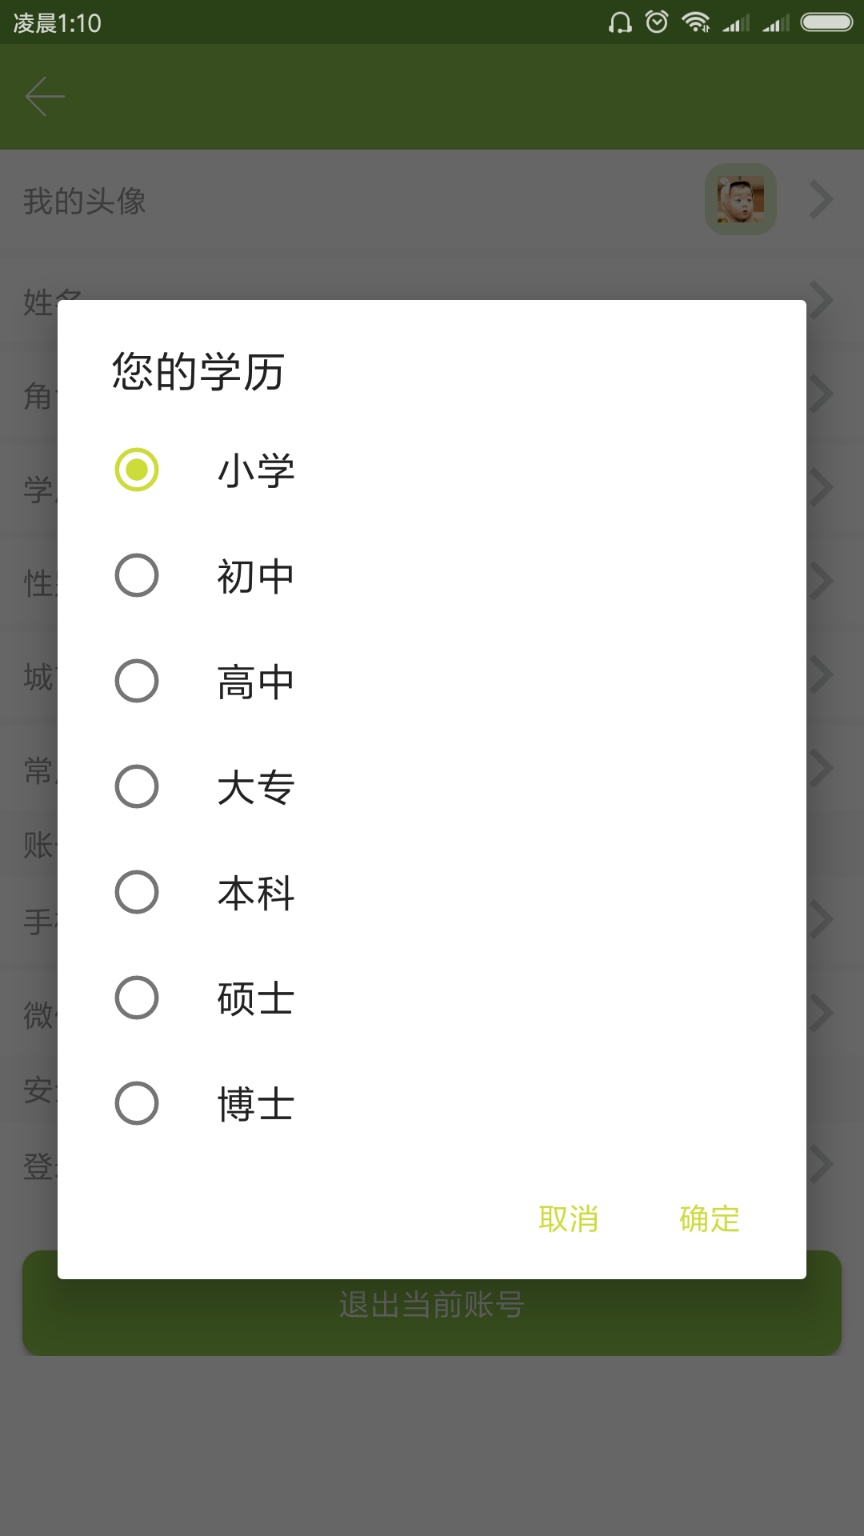 凌晨1:10
我的头像
姓名
角
学
您的学历
小学
性
初中
城
高中
常
大专
账
手
本科
微
硕士
安
博士
登
取消 确定
退出当前账号